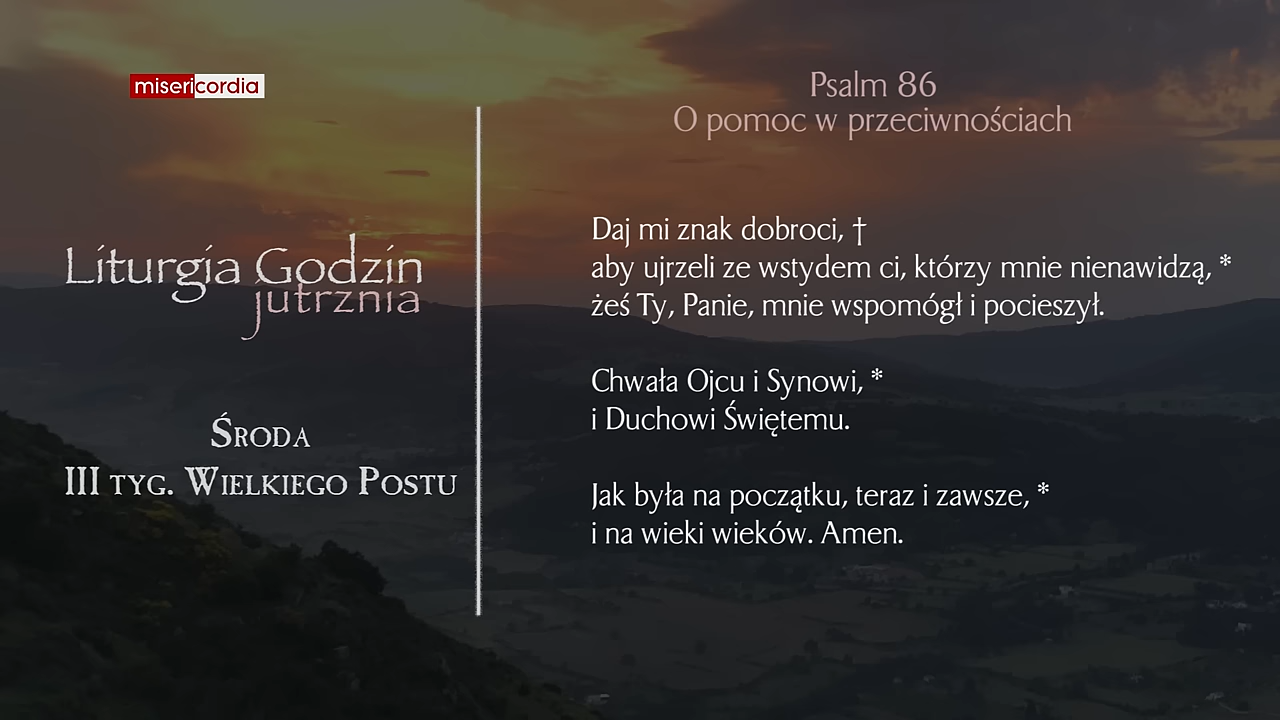 misericordia
Liturgia Godzin
jutrznia
Środa
III tyg. Wielkiego Postu
Psalm 86
O pomoc w przeciwnościach
Daj mi znak dobroci, †
aby ujrzeli ze wstydem ci, którzy mnie nienawidzą, *
żeś Ty, Panie, mnie wspomógł i pocieszył.
Chwała Ojcu i Synowi, *
i Duchowi Świętemu.
Jak była na początku, teraz i zawsze, *
i na wieki wieków. Amen.